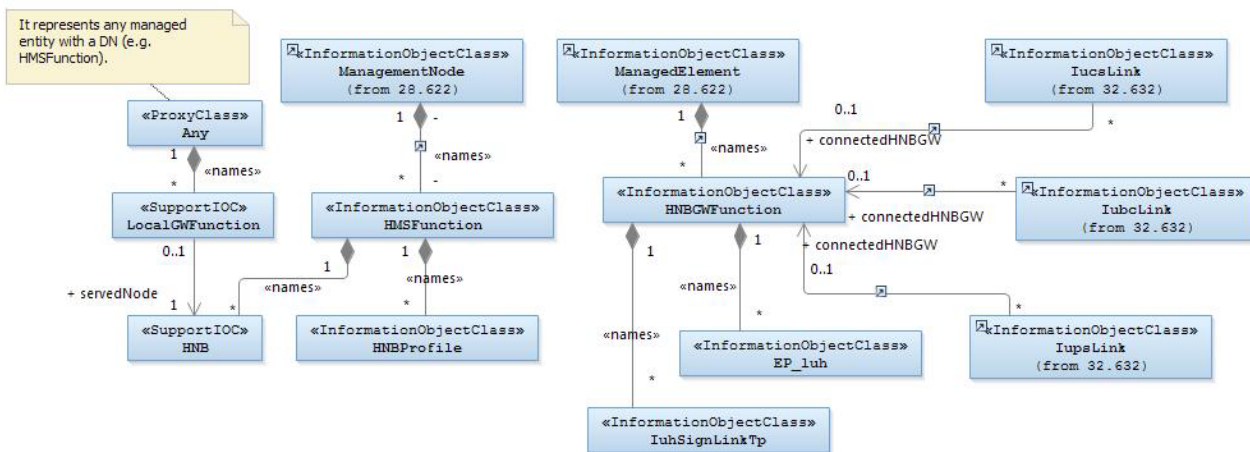 It represents any managed
entity with a DN (e.g.
HMSFunction).
«ProxyClass»
Any
1
«names»
*
«SupportIOC»
LocalGWFunction
0..1
+ servedNode
1
«SupportIOC»
HNB
«InformationObjectClass»
ManagementNode
(from 28.622)
1
-
«names»
*
-
«InformationObjectClass»
HMSFunction
1
«names»
*
1
«names»
*
«InformationObjectClass»
HNBProfile
«InformationObjectClass»
ManagedElement
(from 28.622)
1
«names»
*
«InformationObjectClass»
HNBGWFunction
1
«names»
*
1
«names»
*
«InformationObjectClass»
EP_luh
«InformationObjectClass»
IuhSignLinkTp
«InformationObjectClass»
IucsLink
(from 32.632)
0..1
*
+ connectedHNBGW
0..1
*
+ connectedHNBGW
«InformationObjectClass»
IubcLink
(from 32.632)
+ connectedHNBGW
0..1
*
«InformationObjectClass»
IupsLink
(from 32.632)